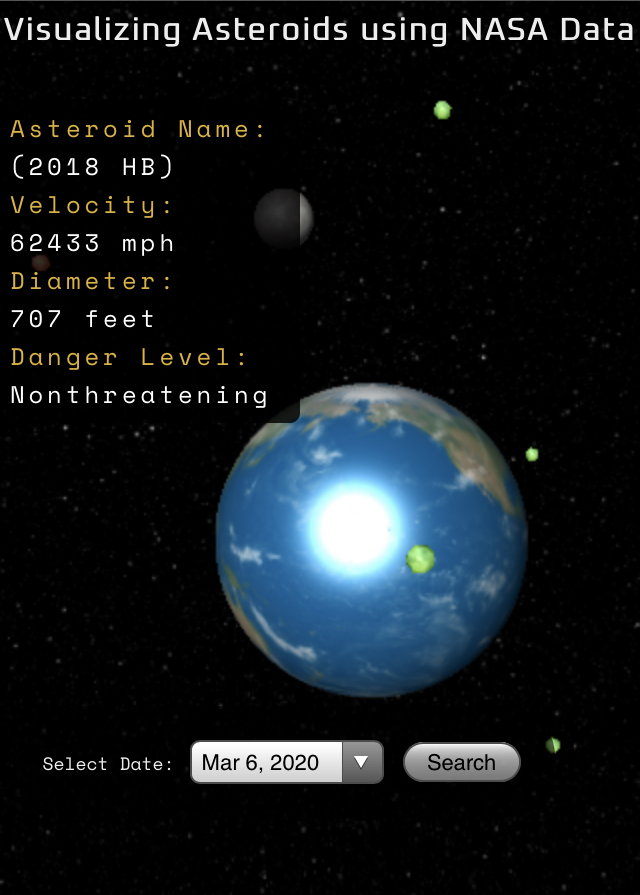 Visualizing Asteroids using NASA Data
Asteroid Name:
(2018 HB)
Velocity:
62433 mph
Diameter:
707 feet
Danger Level:
Nonthreatening
Select Date: Mar 6, 2020 Search